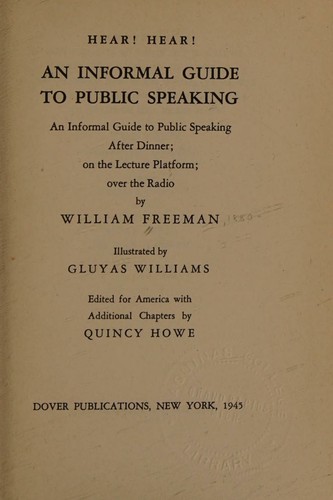 HEAR! HEAR!
AN INFORMAL GUIDE
TO PUBLIC SPEAKING
An Informal Guide to Public Speaking
After Dinner;
on the Lecture Platform;
over the Radio
by
WILLIAM FREEMAN
Illustrated by
GLUYAS WILLIAMS
Edited for America with
Additional Chapters by
QUINCY HOWE
DOVER PUBLICATIONS, NEW YORK, 1945